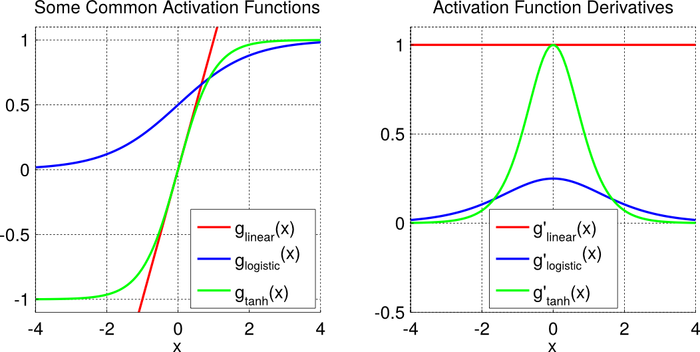 Some Common Activation Functions
1
0.5
0
-0.5
-1
-4
-2
0
2
4
x
g_linear(x)
g_logistic(x)
g_tanh(x)
Activation Function Derivatives
1
0.5
0
-0.5
-4
-2
0
2
4
x
g'_linear(x)
g'_logistic(x)
g'_tanh(x)